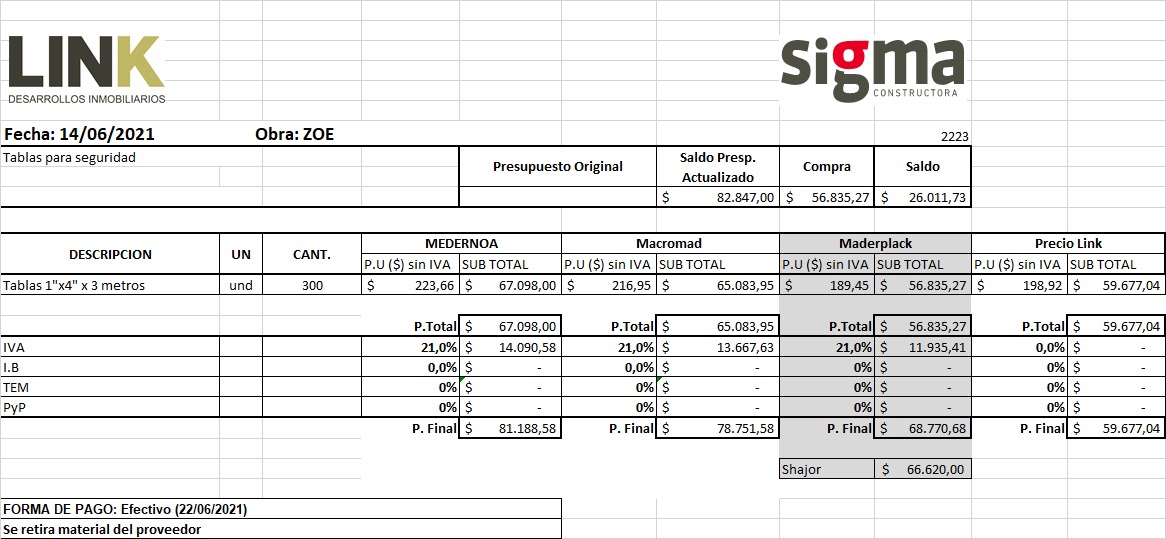 LINK
DESARROLLOS INMOBILIARIOS
sigma
CONSTRUCTORA
Fecha: 14/06/2021 Obra: ZOE 2223
Tablas para seguridad
Presupuesto Original Saldo Presp. Actualizado Compra Saldo
$ 82.847,00 $ 56.835,27 $ 26.011,73
DESCRIPCION UN CANT. MEDERNOA Macromad Maderplack Precio Link
P.U ($) sin IVA SUB TOTAL P.U ($) sin IVA SUB TOTAL P.U ($) sin IVA SUB TOTAL P.U ($) sin IVA SUB TOTAL
Tablas 1"x4" x 3 metros und 300 $ 223,66 $ 67.098,00 $ 216,95 $ 65.083,95 $ 189,45 $ 56.835,27 $ 198,92 $ 59.677,04
P.Total $ 67.098,00 P.Total $ 65.083,95 P.Total $ 56.835,27 P.Total $ 59.677,04
IVA 21,0% $ 14.090,58 21,0% $ 13.667,63 21,0% $ 11.935,41 0,0% $ -
I.B 0,0% $ - 0,0% $ - 0% $ - 0% $ -
TEM 0% $ - 0% $ - 0% $ - 0% $ -
PyP 0% $ - 0% $ - 0% $ - 0% $ -
P. Final $ 81.188,58 P. Final $ 78.751,58 P. Final $ 68.770,68 P. Final $ 59.677,04
Shajor $ 66.620,00
FORMA DE PAGO: Efectivo (22/06/2021)
Se retira material del proveedor